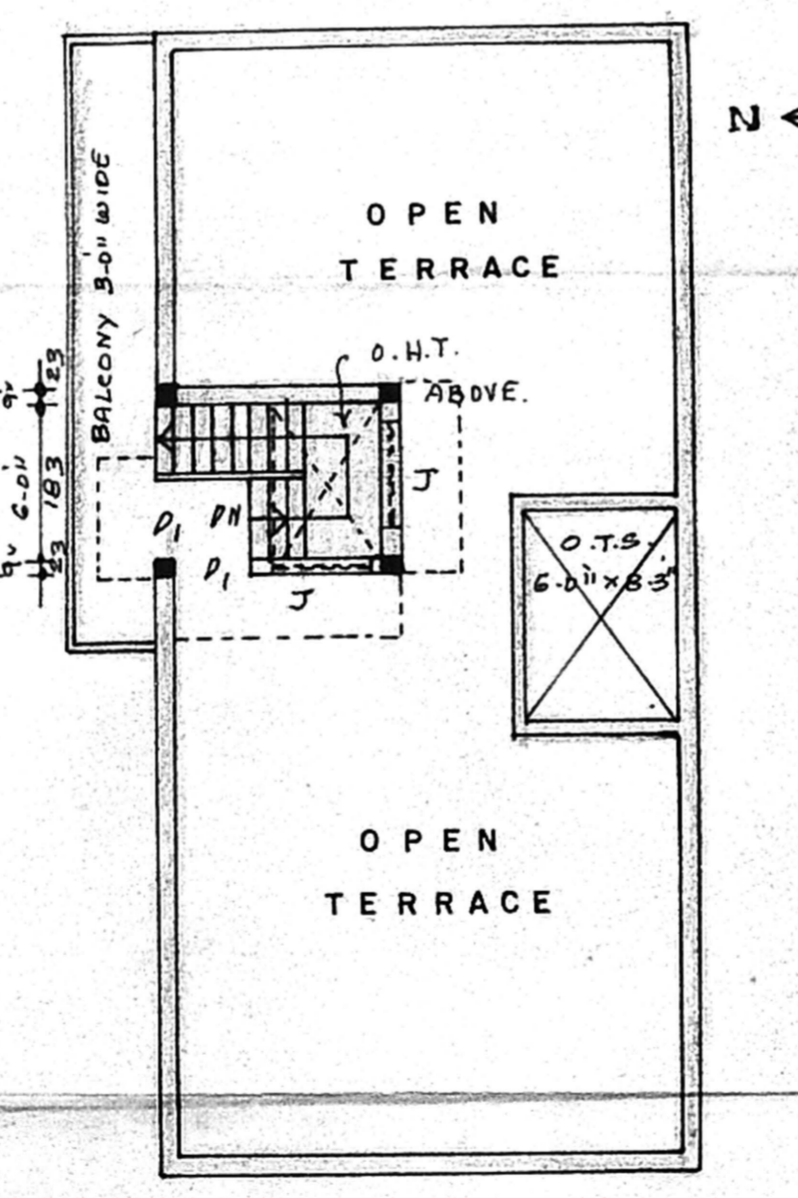 N
OPEN
TERRACE
BALCONY 3'-0" WIDE
O.H.T.
ABOVE.
23
9"
183
6'-0"
23
9"
J
D1
DN
D1
J
O.T.S.
6'-0" x 8'-3"
OPEN
TERRACE